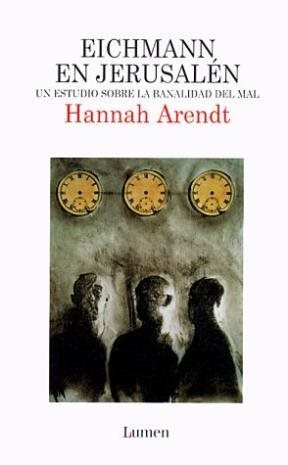 EICHMANN
EN JERUSALÉN
UN ESTUDIO SOBRE LA BANALIDAD DEL MAL
Hannah Arendt
Lumen